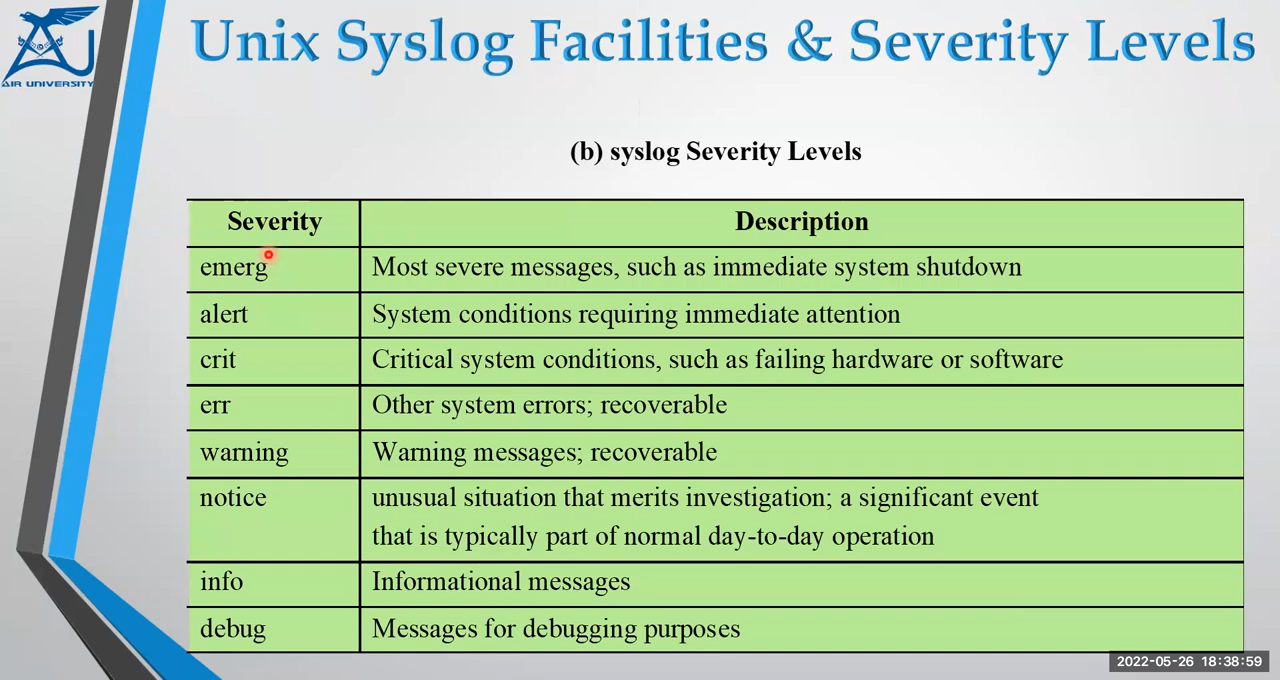 AIR UNIVERSITY
Unix Syslog Facilities & Severity Levels
(b) syslog Severity Levels
Severity Description
emerg Most severe messages, such as immediate system shutdown
alert System conditions requiring immediate attention
crit Critical system conditions, such as failing hardware or software
err Other system errors; recoverable
warning Warning messages; recoverable
notice unusual situation that merits investigation; a significant event
that is typically part of normal day-to-day operation
info Informational messages
debug Messages for debugging purposes
2022-05-26 18:38:59